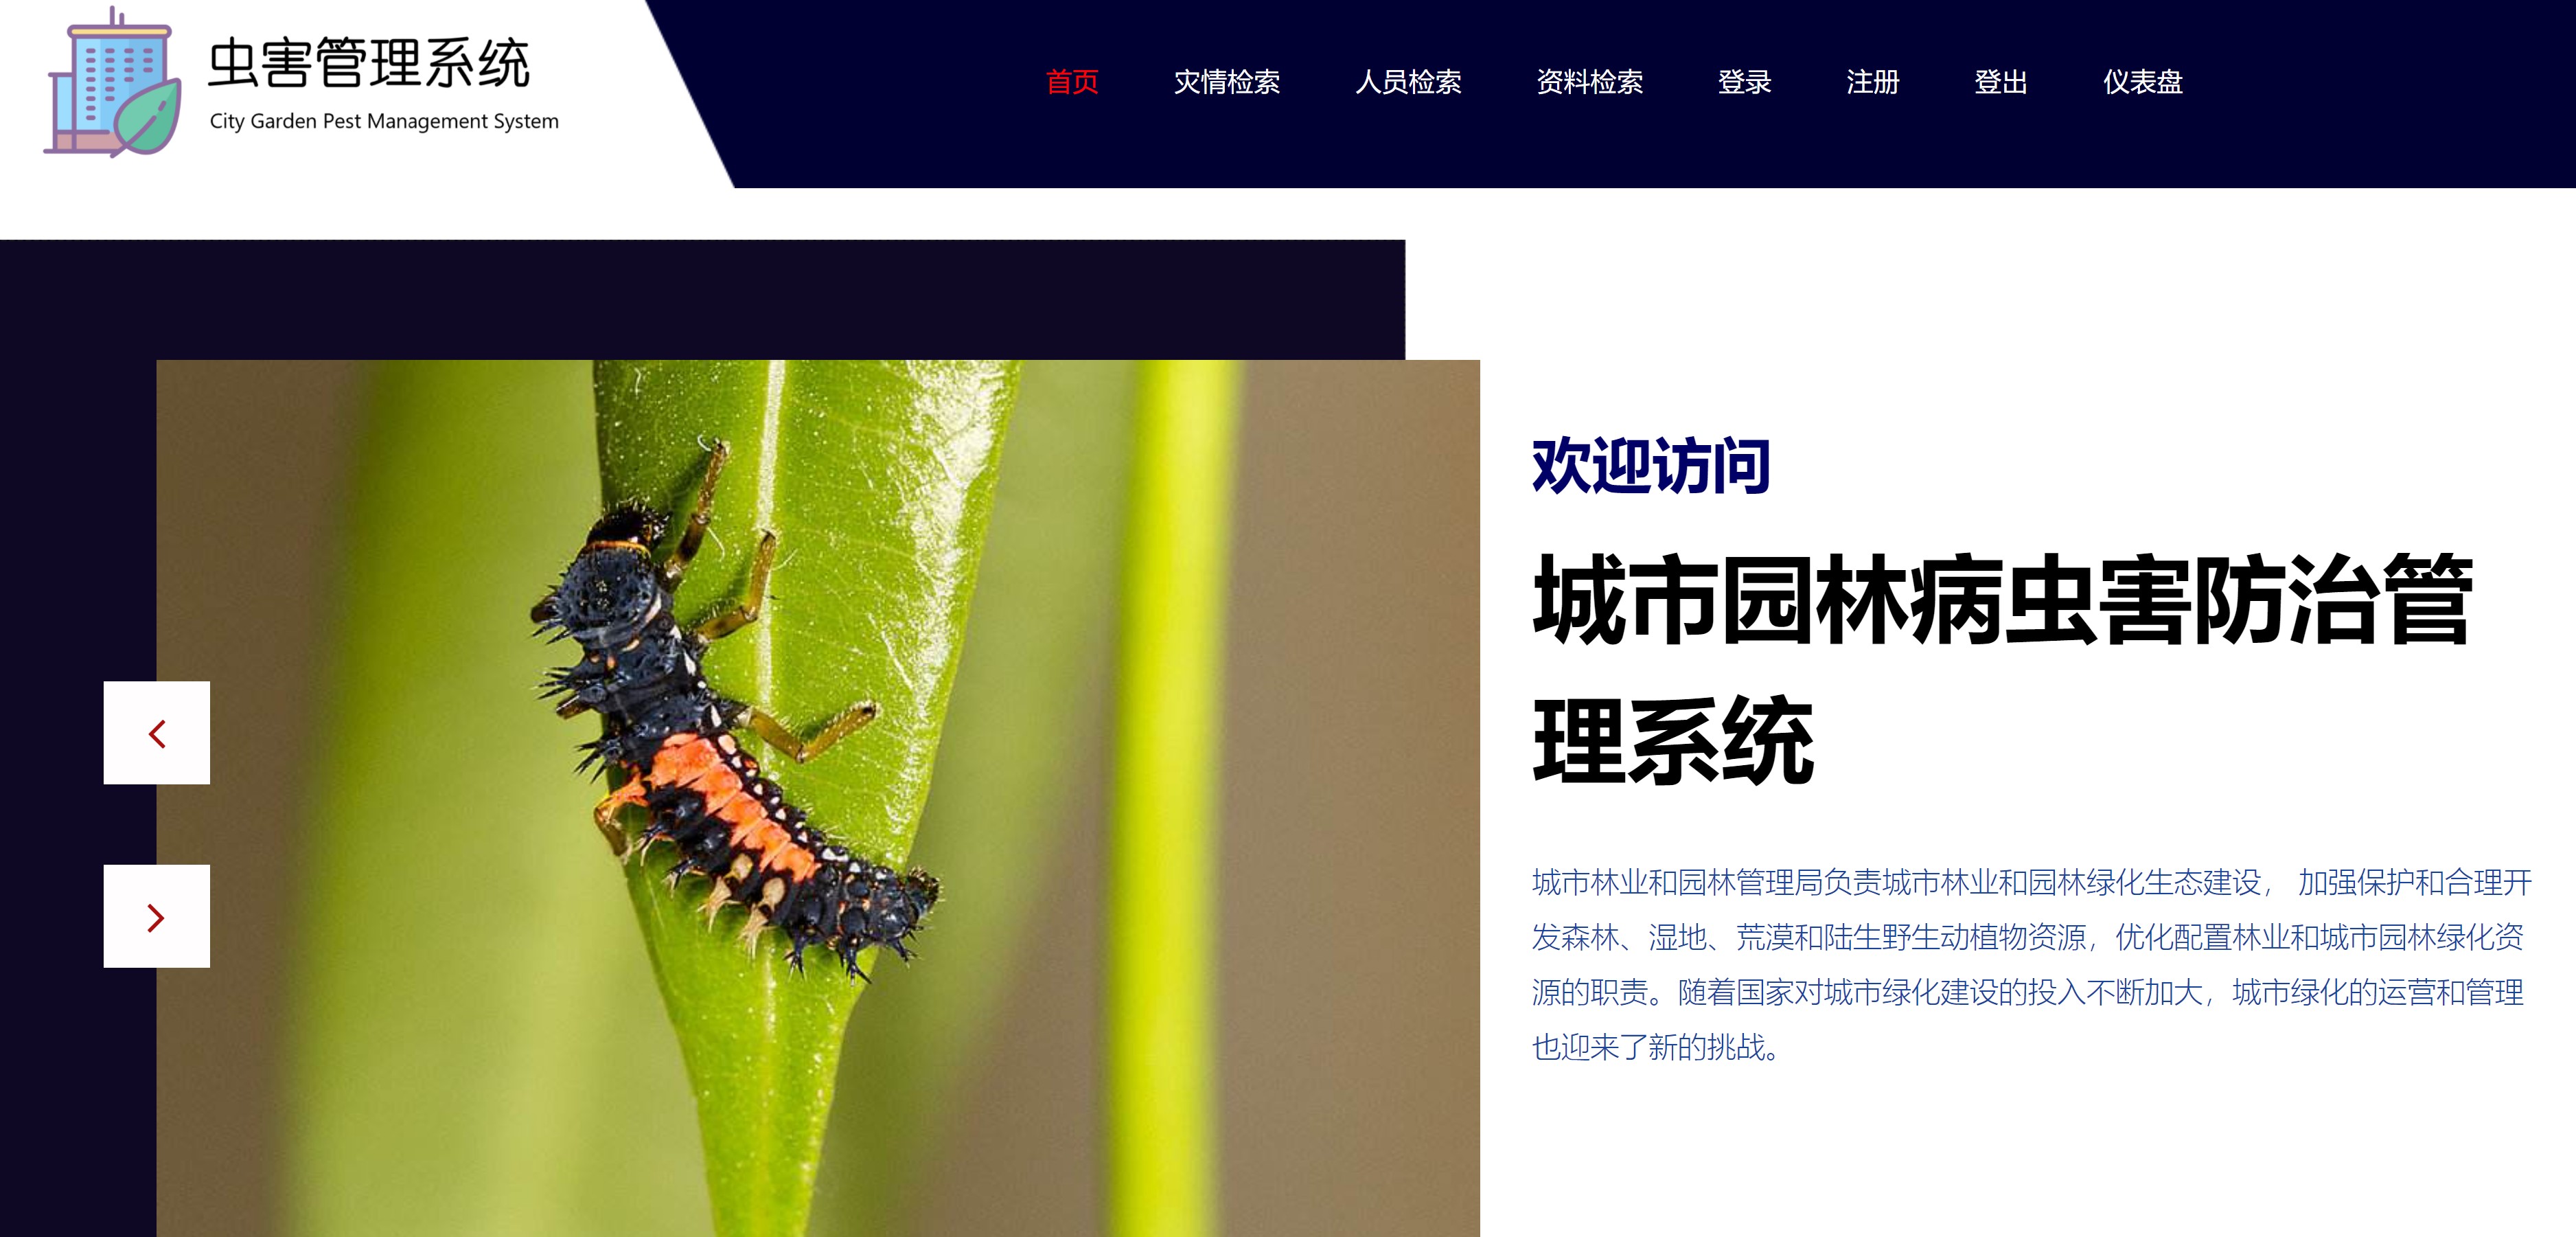 虫害管理系统
City Garden Pest Management System
首页 灾情检索 人员检索 资料检索 登录 注册 登出 仪表盘
欢迎访问
城市园林病虫害防治管
理系统
城市林业和园林管理局负责城市林业和园林绿化生态建设， 加强保护和合理开
发森林、湿地、荒漠和陆生野生动植物资源，优化配置林业和城市园林绿化资
源的职责。随着国家对城市绿化建设的投入不断加大，城市绿化的运营和管理
也迎来了新的挑战。